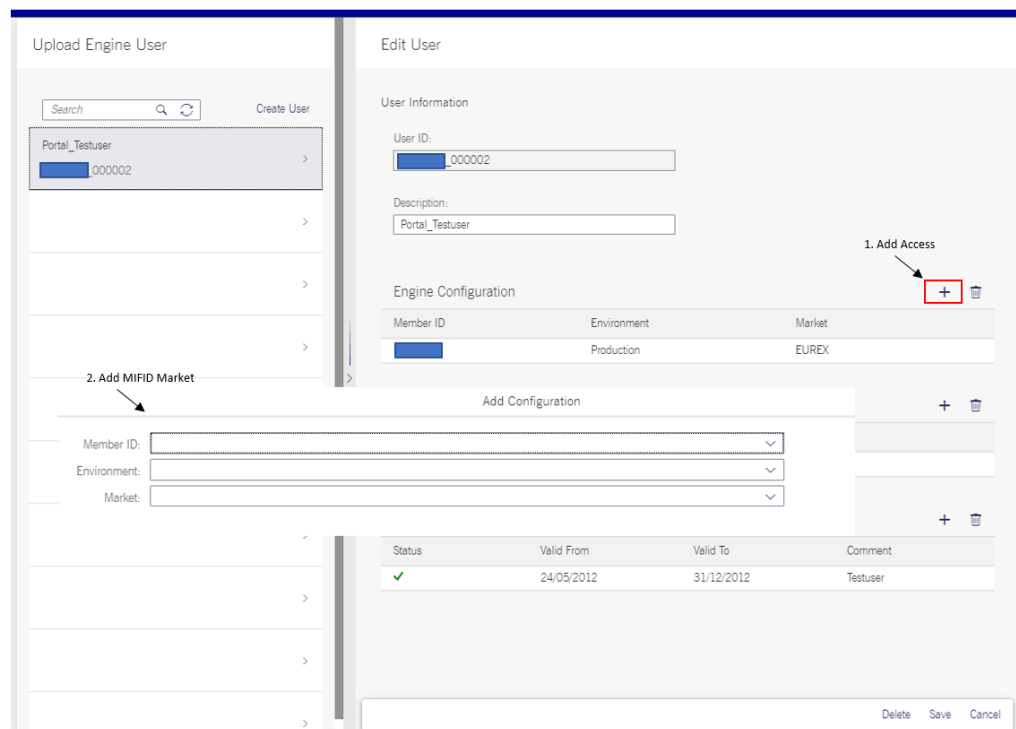 Upload Engine User
Edit User
Search
Create User
Portal_Testuser
_000002
User Information
User ID:
_000002
Description:
Portal_Testuser
1. Add Access
Engine Configuration
Member ID Environment Market
Production EUREX
2. Add MIFID Market
Add Configuration
Member ID:
Environment:
Market:
Status Valid From Valid To Comment
24/05/2012 31/12/2012 Testuser
Delete Save Cancel